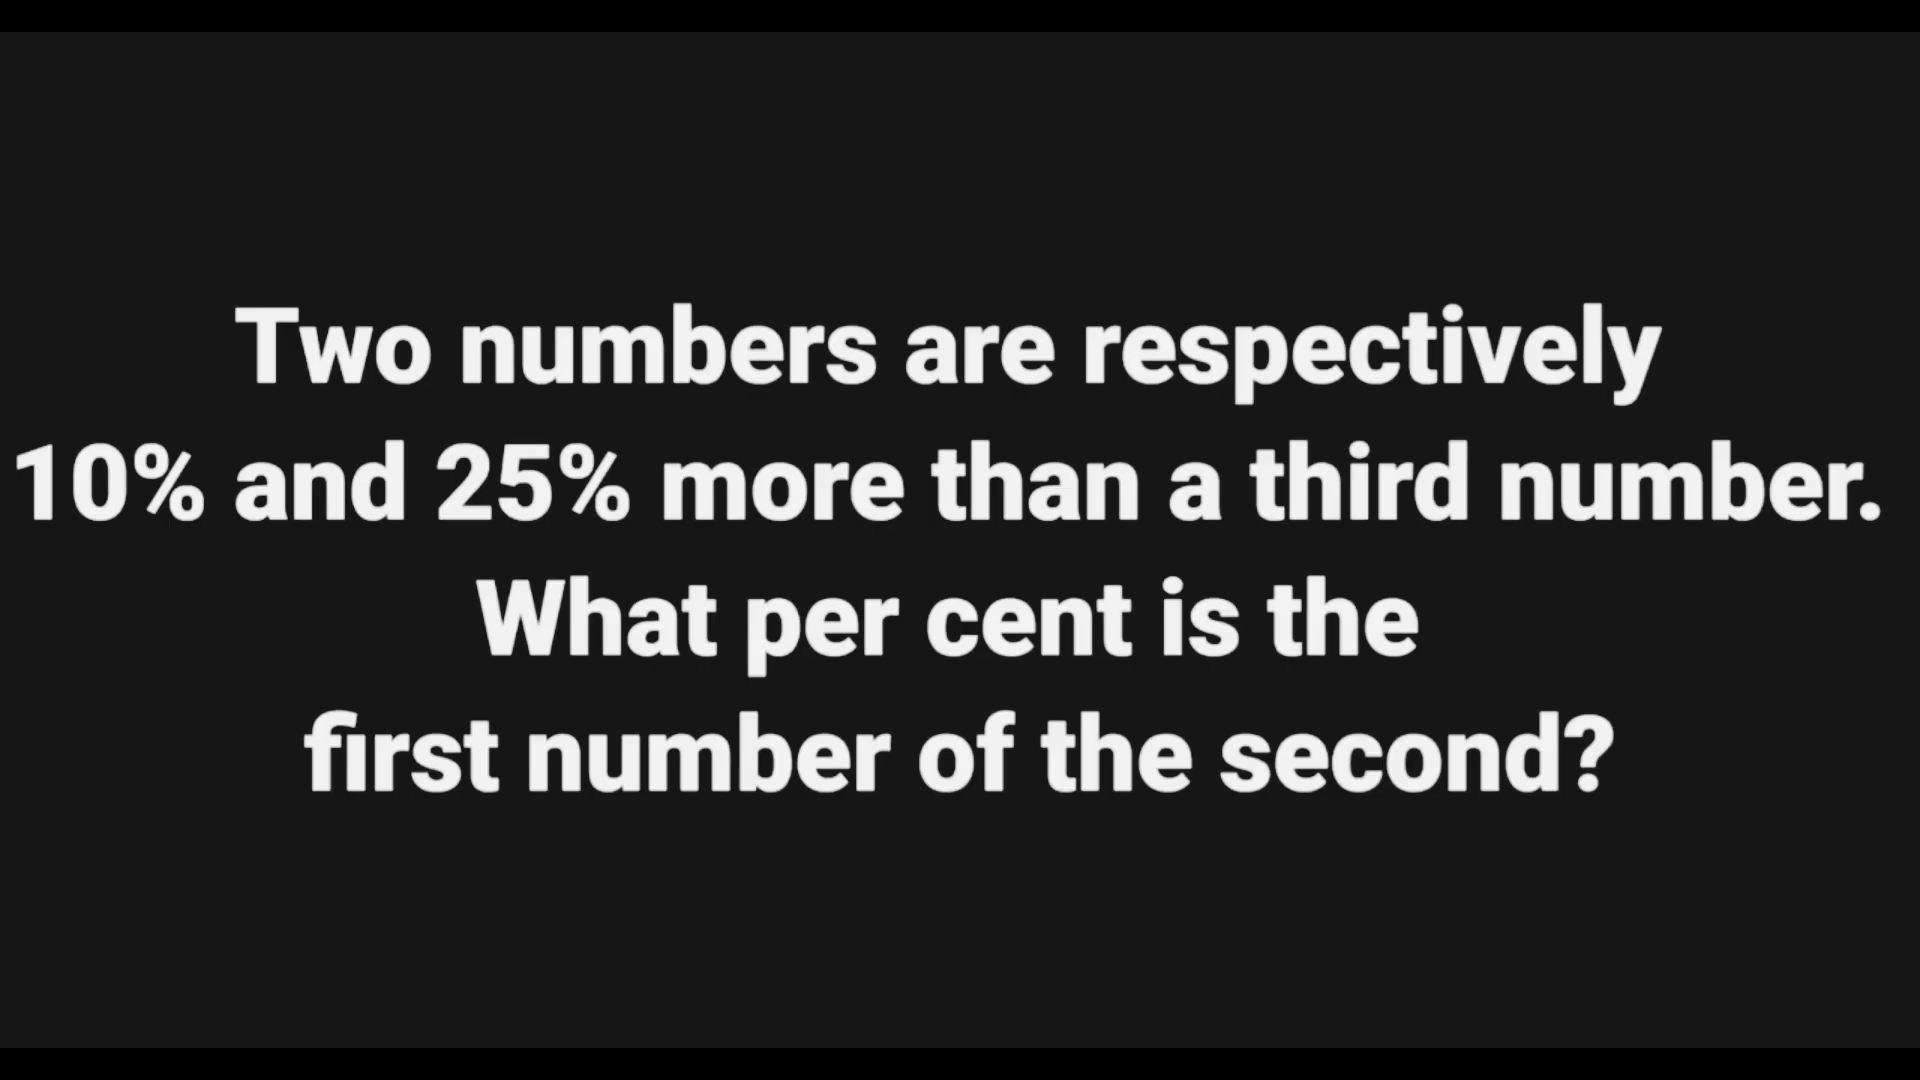 Two numbers are respectively
10% and 25% more than a third number.
What per cent is the
first number of the second?